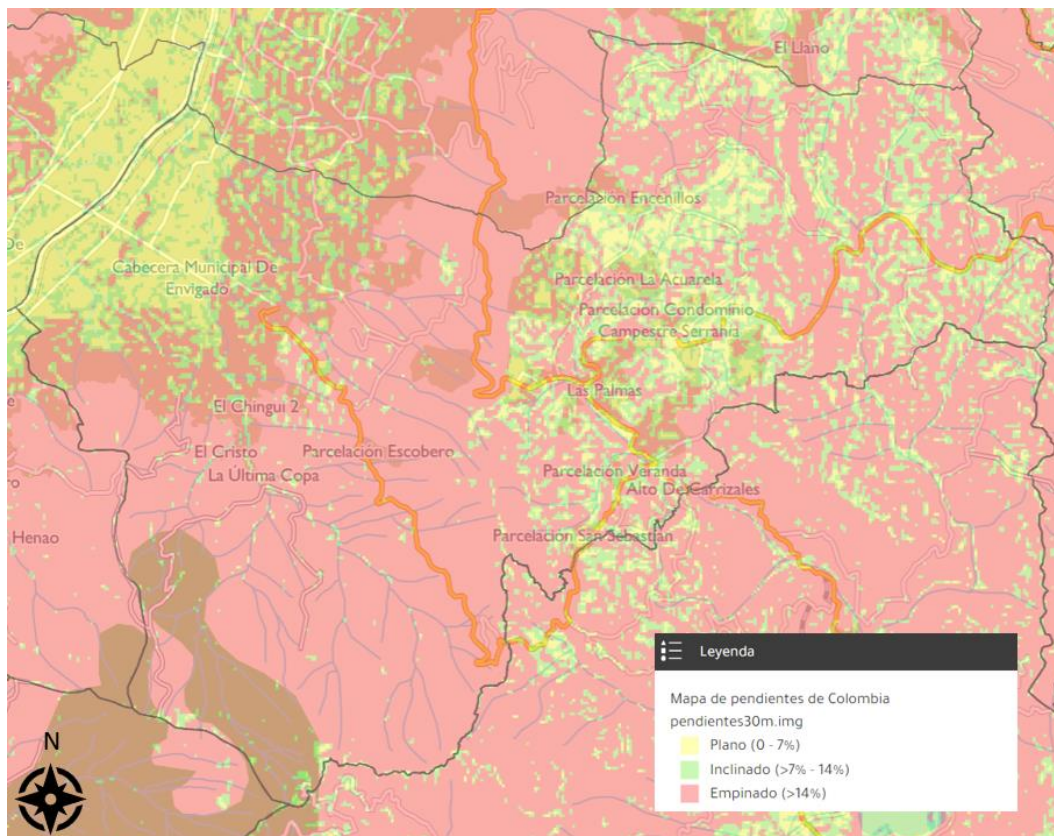 El Llano
Parcelación Encenillos
De
Cabecera Municipal De
Envigado
Parcelación La Acuarela
Parcelación Condominio
Campestre Serranía
Las Palmas
El Chingui 2
El Cristo
Parcelación Escobero
La Última Copa
Parcelación Veranda
Alto De Carrizales
Henao
Parcelación San Sebastián
N
Leyenda
Mapa de pendientes de Colombia
pendientes30m.img
Plano (0 - 7%)
Inclinado (>7% - 14%)
Empinado (>14%)